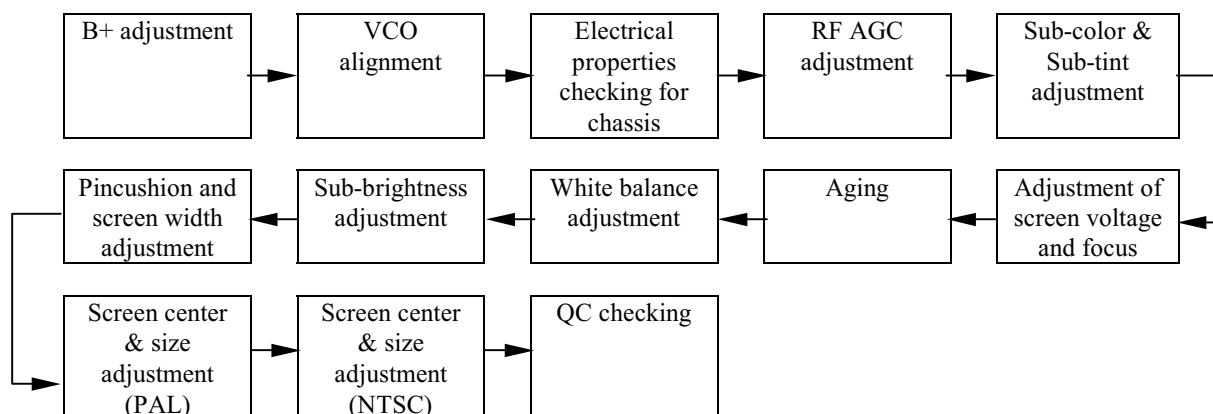 B+ adjustment
VCO
alignment
Electrical
properties
checking for
chassis
RF AGC
adjustment
Sub-color &
Sub-tint
adjustment
Pincushion and
screen width
adjustment
Sub-brightness
adjustment
White balance
adjustment
Aging
Adjustment of
screen voltage
and focus
Screen center
& size
adjustment
(PAL)
Screen center
& size
adjustment
(NTSC)
QC checking